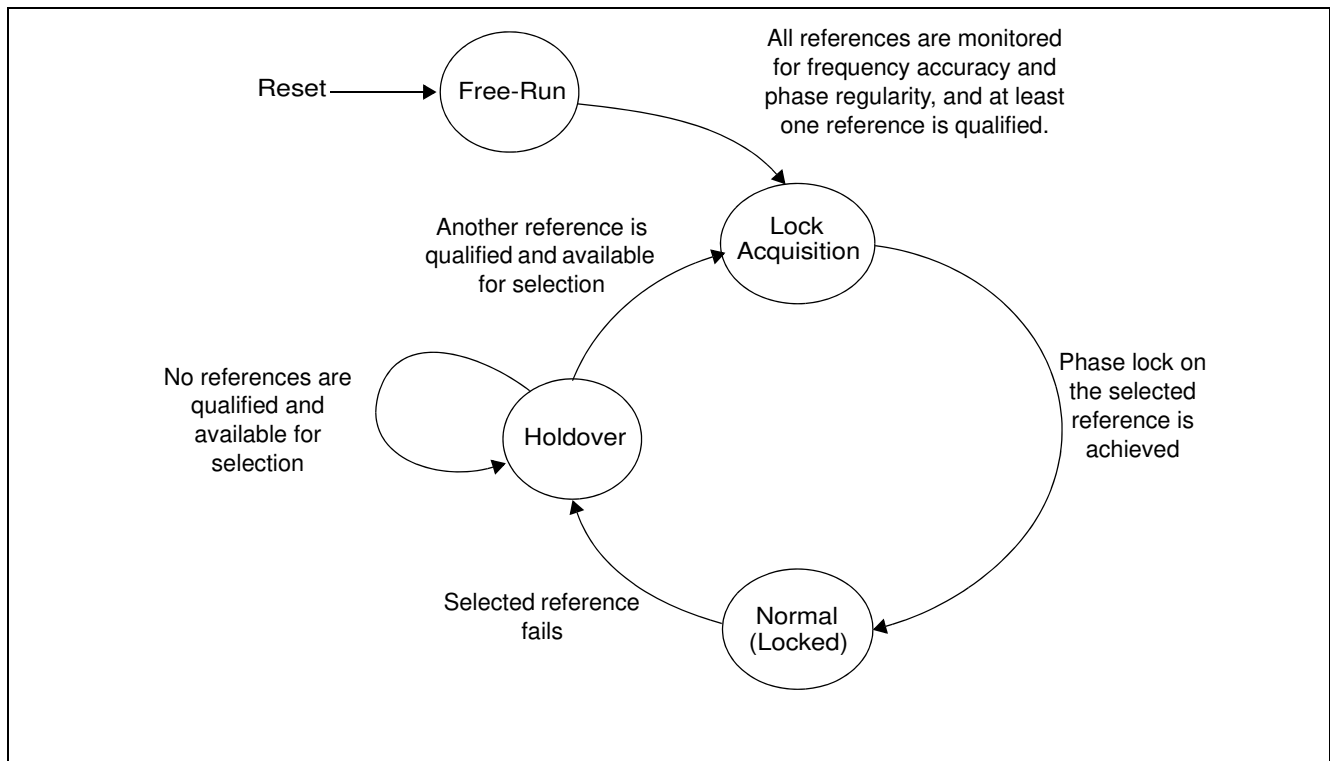 All references are monitored
for frequency accuracy and
phase regularity, and at least
one reference is qualified.
Reset
Free-Run
Another reference is
qualified and available
for selection
Lock
Acquisition
No references are
qualified and
available for
selection
Holdover
Phase lock on
the selected
reference is
achieved
Selected reference
fails
Normal
(Locked)